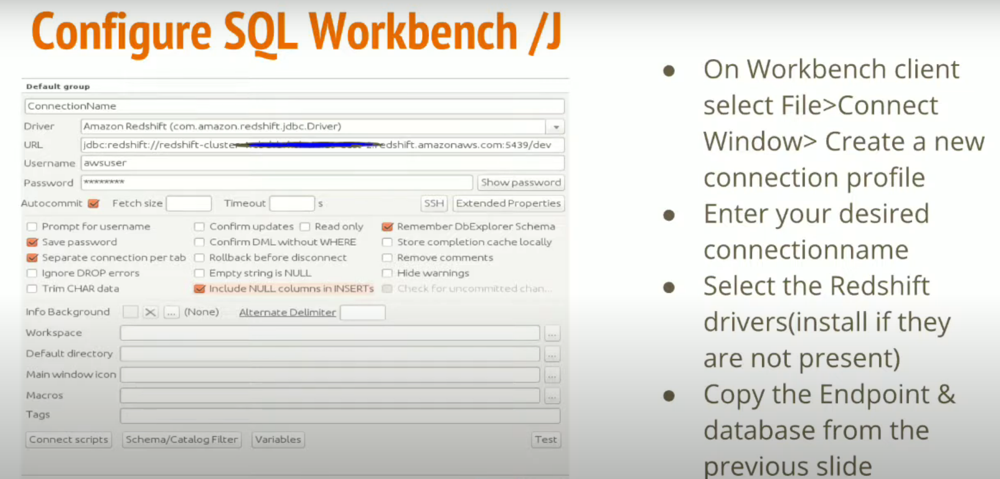 Configure SQL Workbench /J
Default group
ConnectionName
Driver Amazon Redshift (com.amazon.redshift.jdbc.Driver)
URL jdbc:redshift://redshift-cluster redshift.amazonaws.com:5439/dev
Username awsuser
Password ******** Show password
Autocommit Fetch size Timeout s SSH Extended Properties
Prompt for username Confirm updates Read only Remember DbExplorer Schema
Save password Confirm DML without WHERE Store completion cache locally
Separate connection per tab Rollback before disconnect Remove comments
Ignore DROP errors Empty string is NULL Hide warnings
Trim CHAR data Include NULL columns in INSERTs Check for uncommitted chan...
Info Background ... (None) Alternate Delimiter
Workspace ...
Default directory ...
Main window icon ...
Macros ...
Tags
Connect scripts Schema/Catalog Filter Variables Test
● On Workbench client
select File>Connect
Window> Create a new
connection profile
● Enter your desired
connectionname
● Select the Redshift
drivers(install if they
are not present)
● Copy the Endpoint &
database from the
previous slide